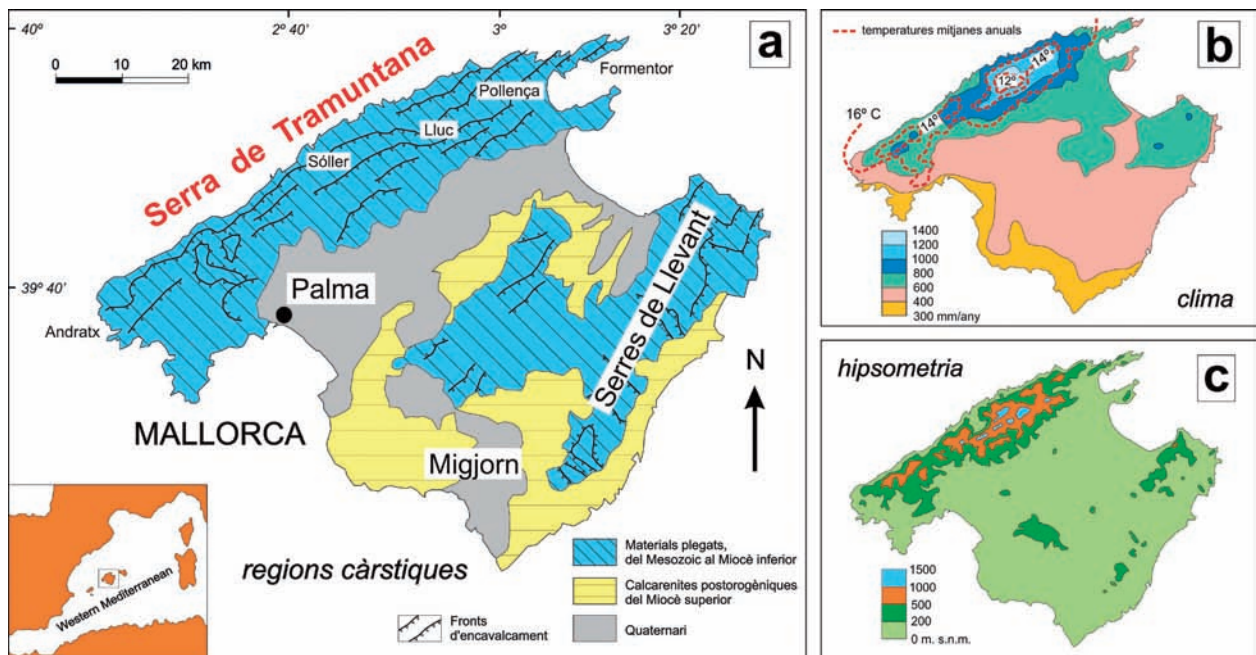 40º
2º 40'
3º
3º 20'
a
0
10
20 km
Serra de Tramuntana
Formentor
Pollença
Lluc
Sóller
39º 40'
Palma
Andratx
Serres de Llevant
N
MALLORCA
Migjorn
Western Mediterranean
regions càrstiques
Materials plegats,
del Mesozoic al Miocè inferior
Calcarenites postorogèniques
del Miocè superior
Fronts
d'encavalcament
Quaternari
temperatures mitjanes anuals
b
14º
12º
16º C
14º
1400
1200
1000
800
600
400
300 mm/any
clima
hipsometria
c
1500
1000
500
200
0 m. s.n.m.